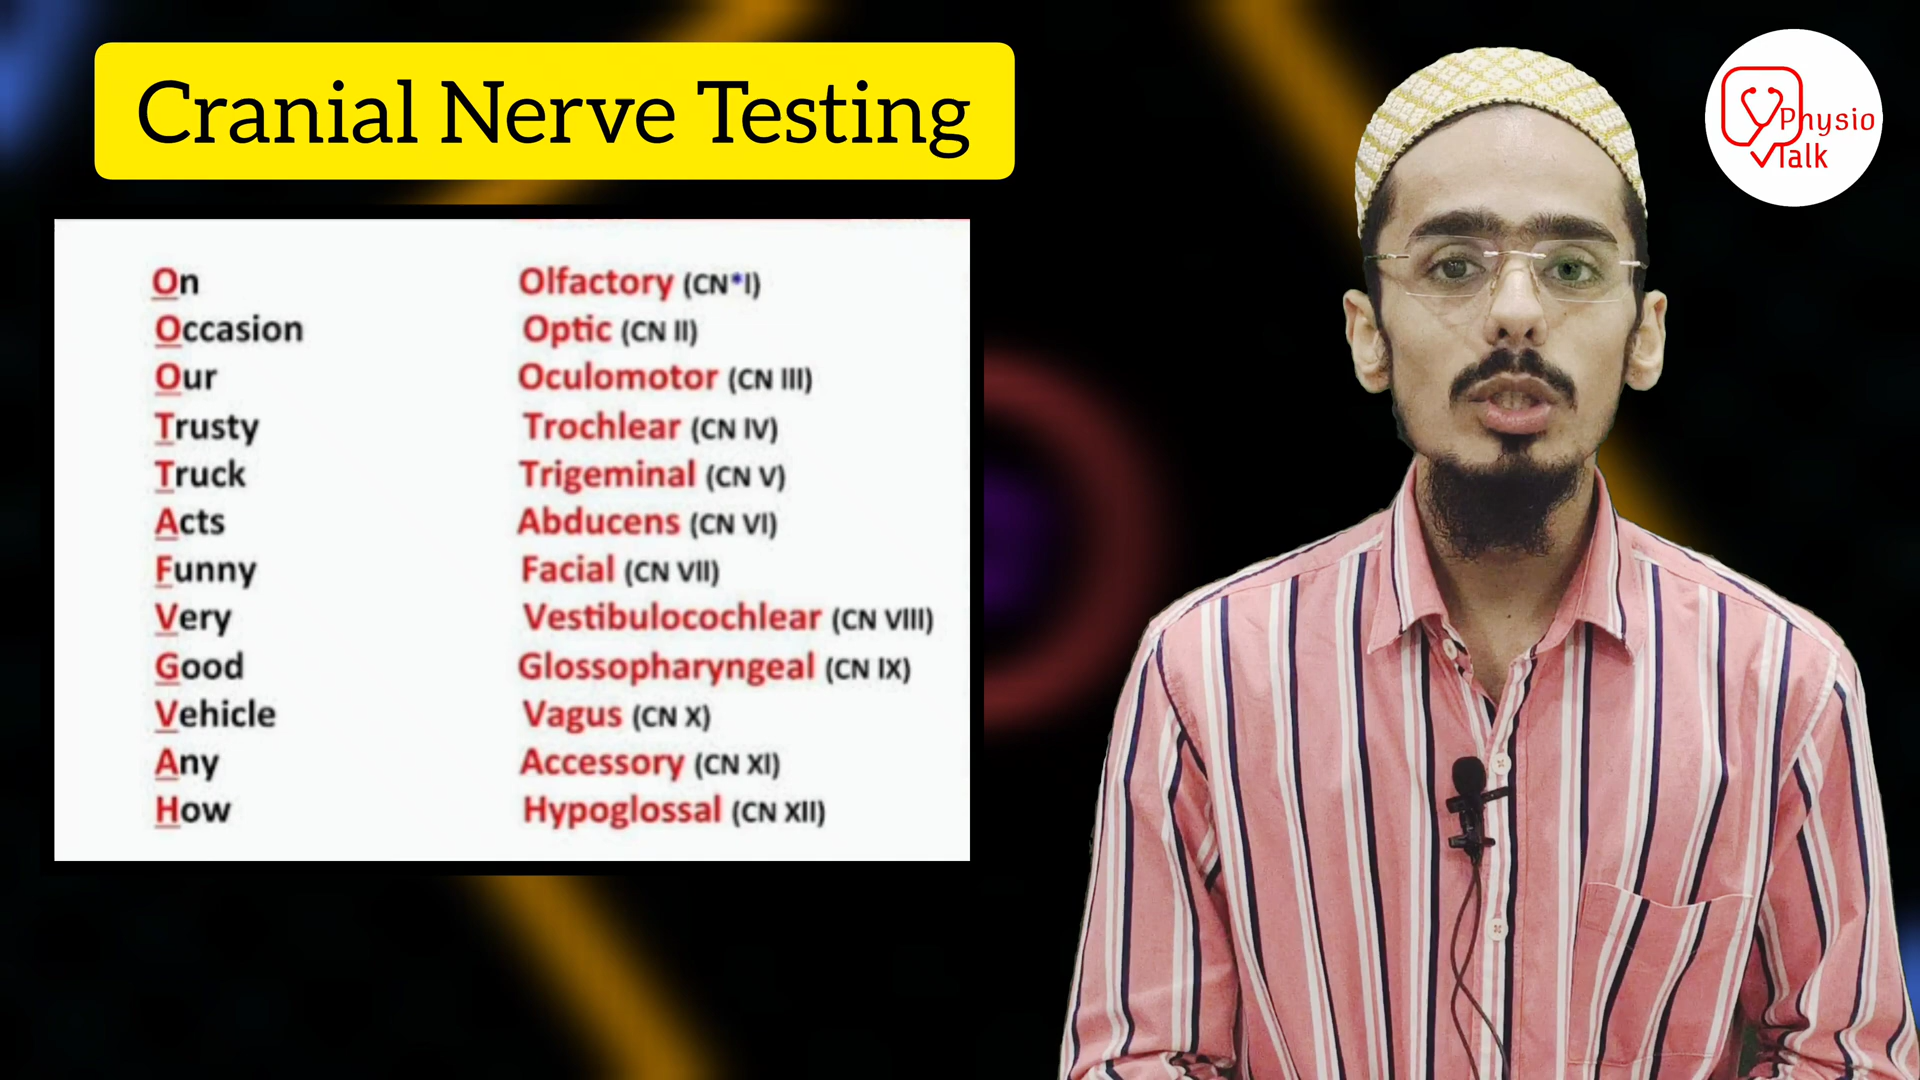 Cranial Nerve Testing
Physio
Talk
On Olfactory (CN*I)
Occasion Optic (CN II)
Our Oculomotor (CN III)
Trusty Trochlear (CN IV)
Truck Trigeminal (CN V)
Acts Abducens (CN VI)
Funny Facial (CN VII)
Very Vestibulocochlear (CN VIII)
Good Glossopharyngeal (CN IX)
Vehicle Vagus (CN X)
Any Accessory (CN XI)
How Hypoglossal (CN XII)